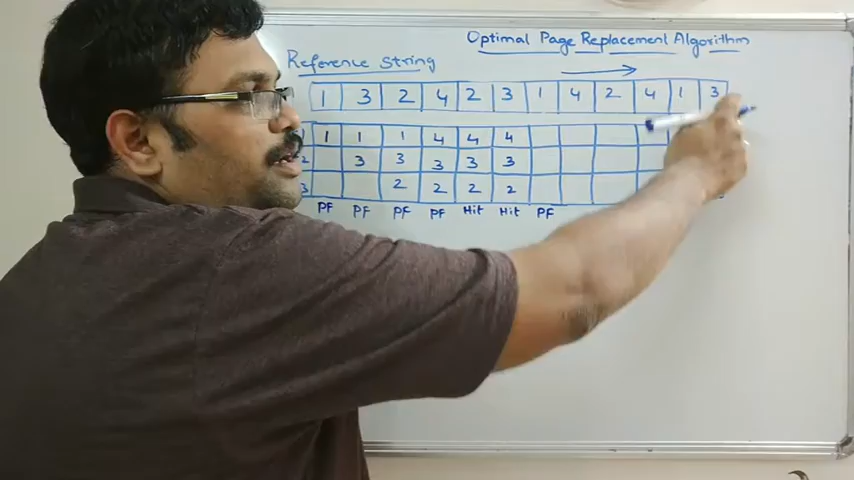 Optimal Page Replacement Algorithm
Reference String
1 3 2 4 2 3 1 4 2 4 1 3
1 1 1 4 4 4
2 3 3 3 3 3
3 2 2 2 2
PF PF PF PF Hit Hit PF